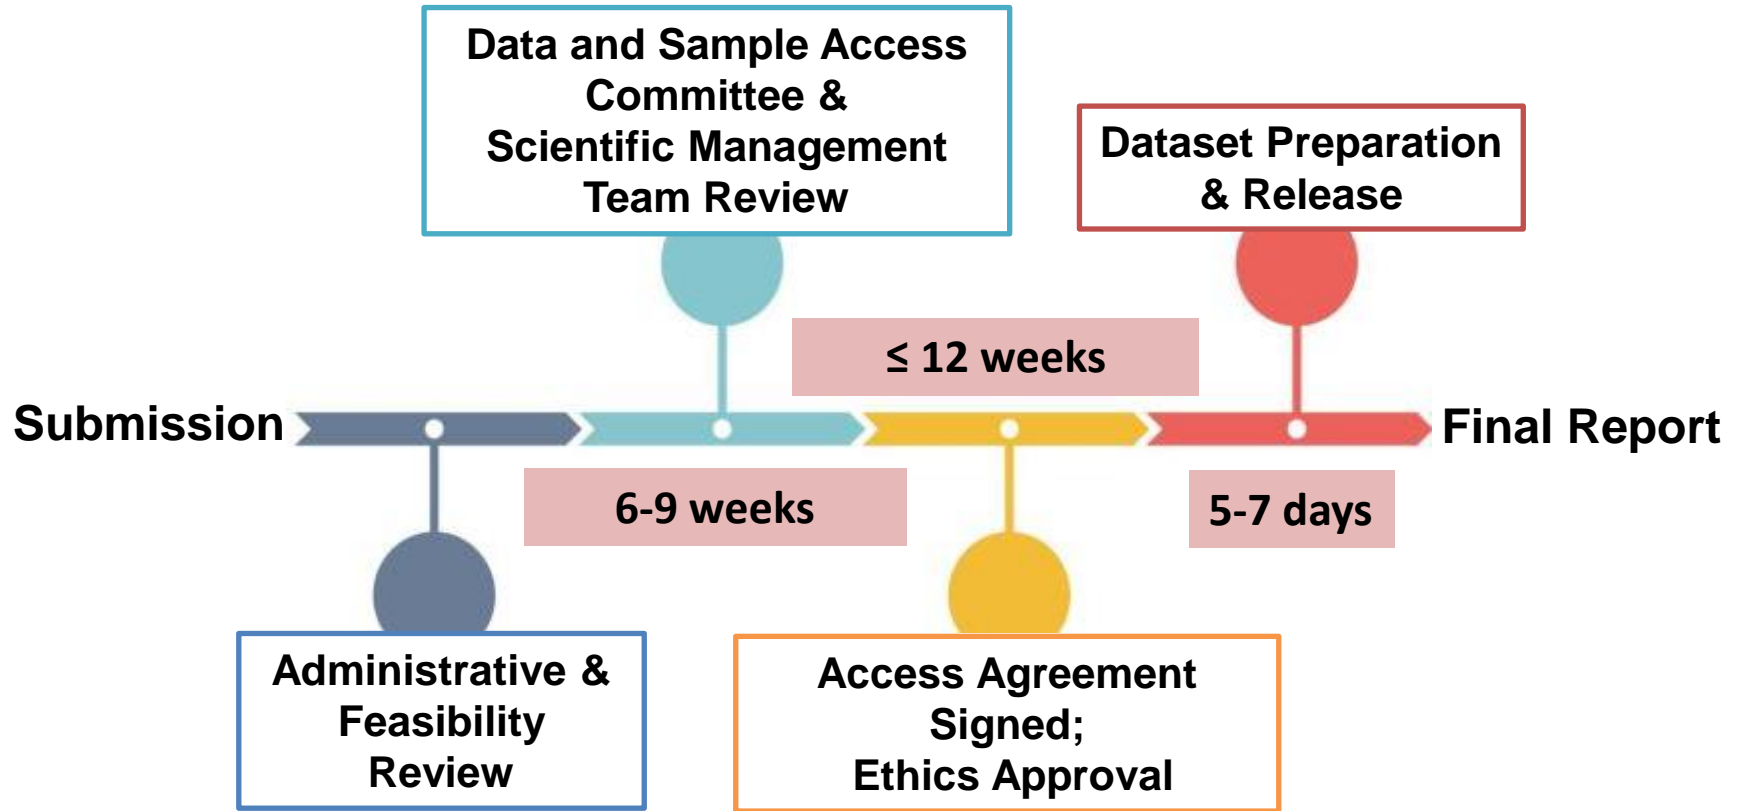 Data and Sample Access
Committee &
Scientific Management
Team Review
Dataset Preparation
& Release
≤ 12 weeks
Submission
Final Report
6-9 weeks
5-7 days
Administrative &
Feasibility
Review
Access Agreement
Signed;
Ethics Approval